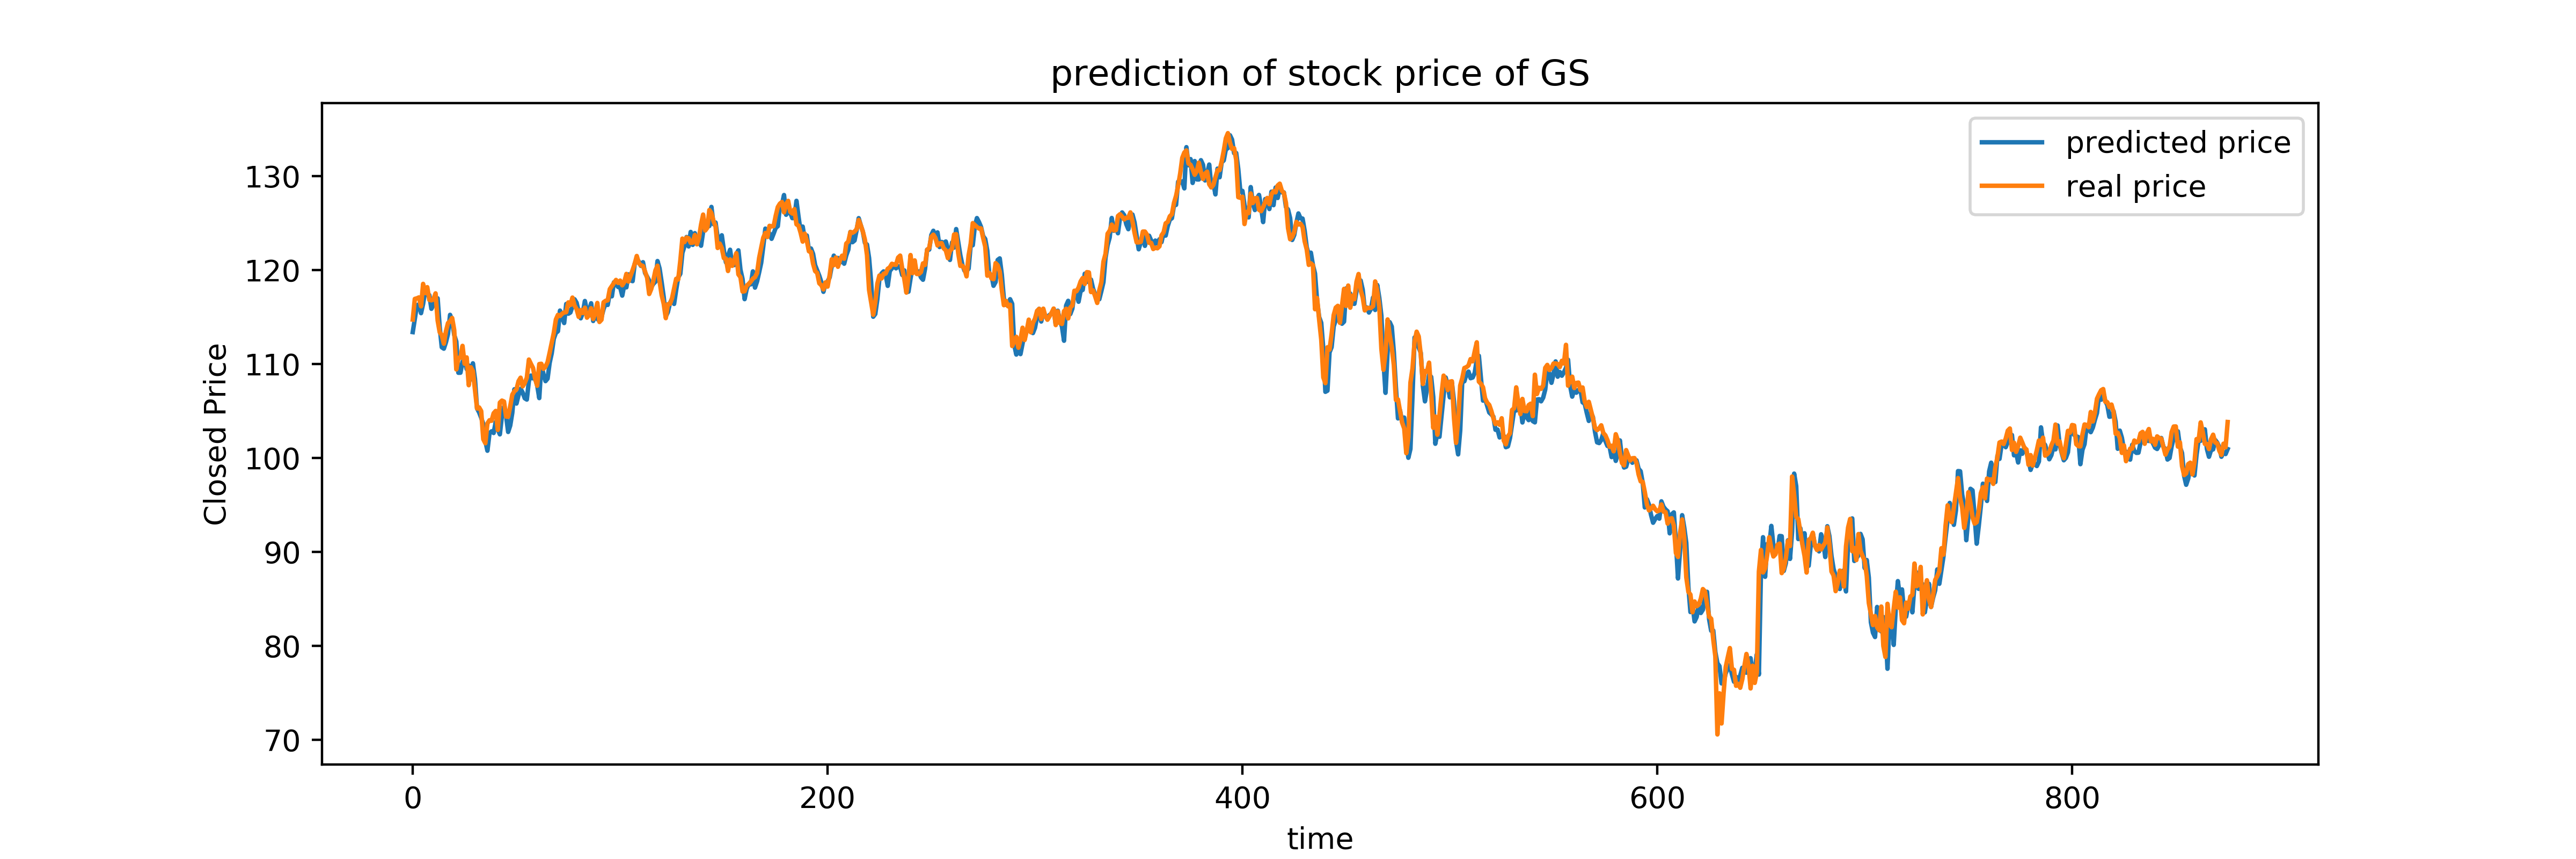 prediction of stock price of GS
predicted price
real price
Closed Price
130
120
110
100
90
80
70
0
200
400
600
800
time